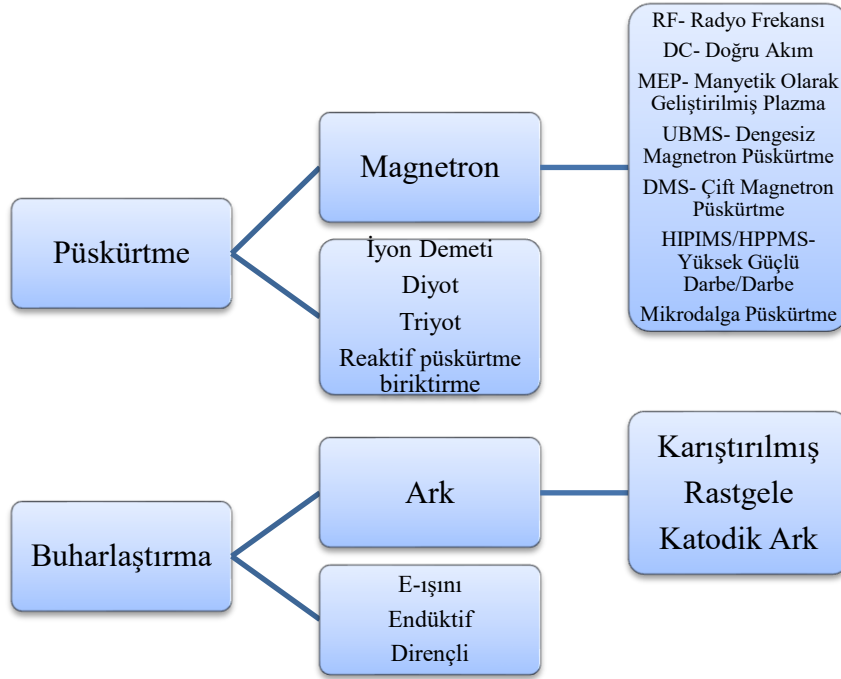 Püskürtme
Magnetron
RF- Radyo Frekansı
DC- Doğru Akım
MEP- Manyetik Olarak
Geliştirilmiş Plazma
UBMS- Dengesiz
Magnetron Püskürtme
DMS- Çift Magnetron
Püskürtme
HIPIMS/HPPMS-
Yüksek Güçlü
Darbe/Darbe
Mikrodalga Püskürtme
İyon Demeti
Diyot
Triyot
Reaktif püskürtme
biriktirme
Buharlaştırma
Ark
Karıştırılmış
Rastgele
Katodik Ark
E-ışını
Endüktif
Dirençli